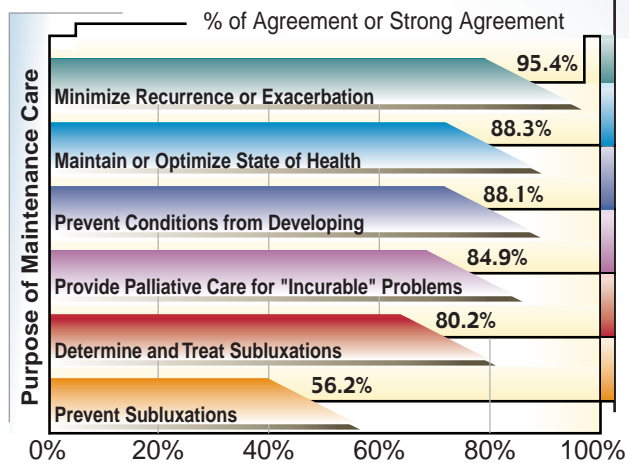 % of Agreement or Strong Agreement
Purpose of Maintenance Care
95.4%
Minimize Recurrence or Exacerbation
88.3%
Maintain or Optimize State of Health
88.1%
Prevent Conditions from Developing
84.9%
Provide Palliative Care for "Incurable" Problems
80.2%
Determine and Treat Subluxations
56.2%
Prevent Subluxations
0% 20% 40% 60% 80% 100%